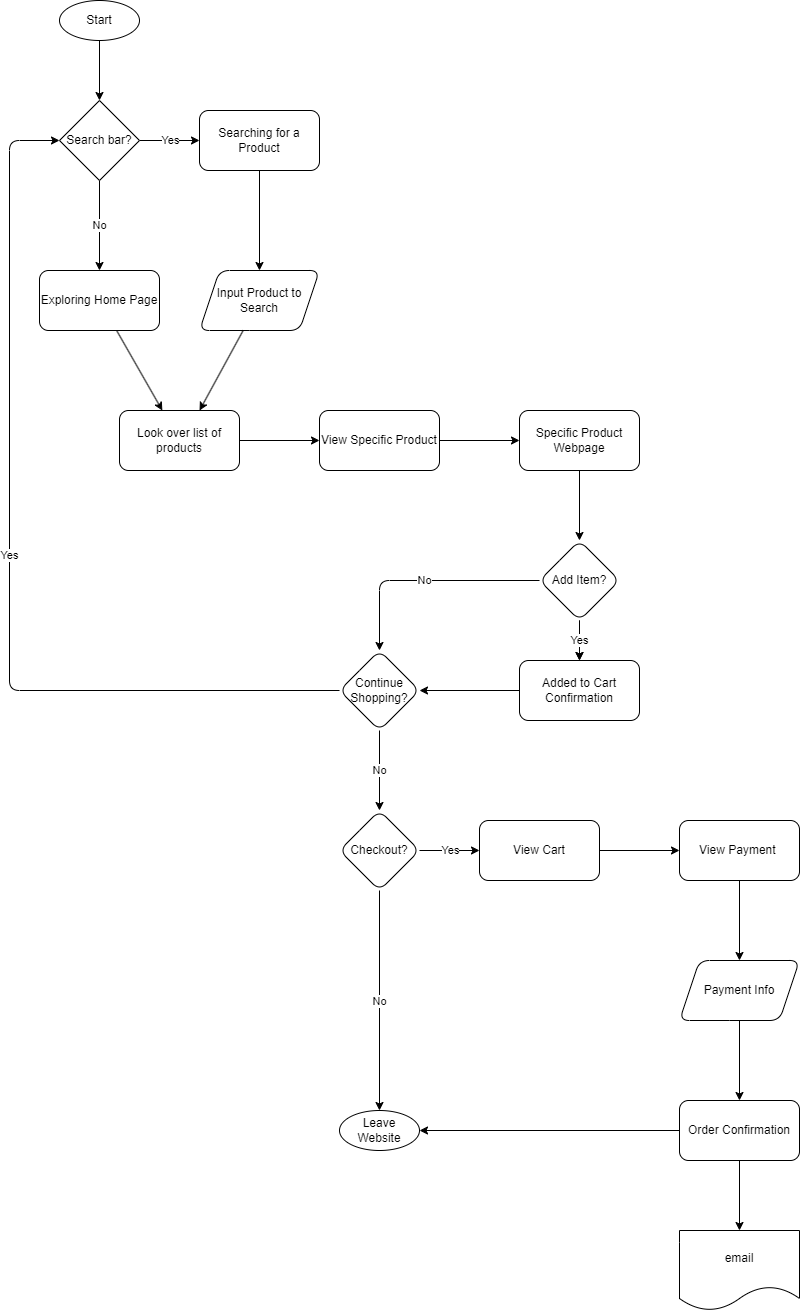 Start
Search bar?
Yes
Searching for a
Product
No
Exploring Home Page
Input Product to
Search
Look over list of
products
View Specific Product
Specific Product
Webpage
Yes
No
Add Item?
Yes
Continue
Shopping?
Added to Cart
Confirmation
No
Checkout?
Yes
View Cart
View Payment
Payment Info
No
Leave
Website
Order Confirmation
email